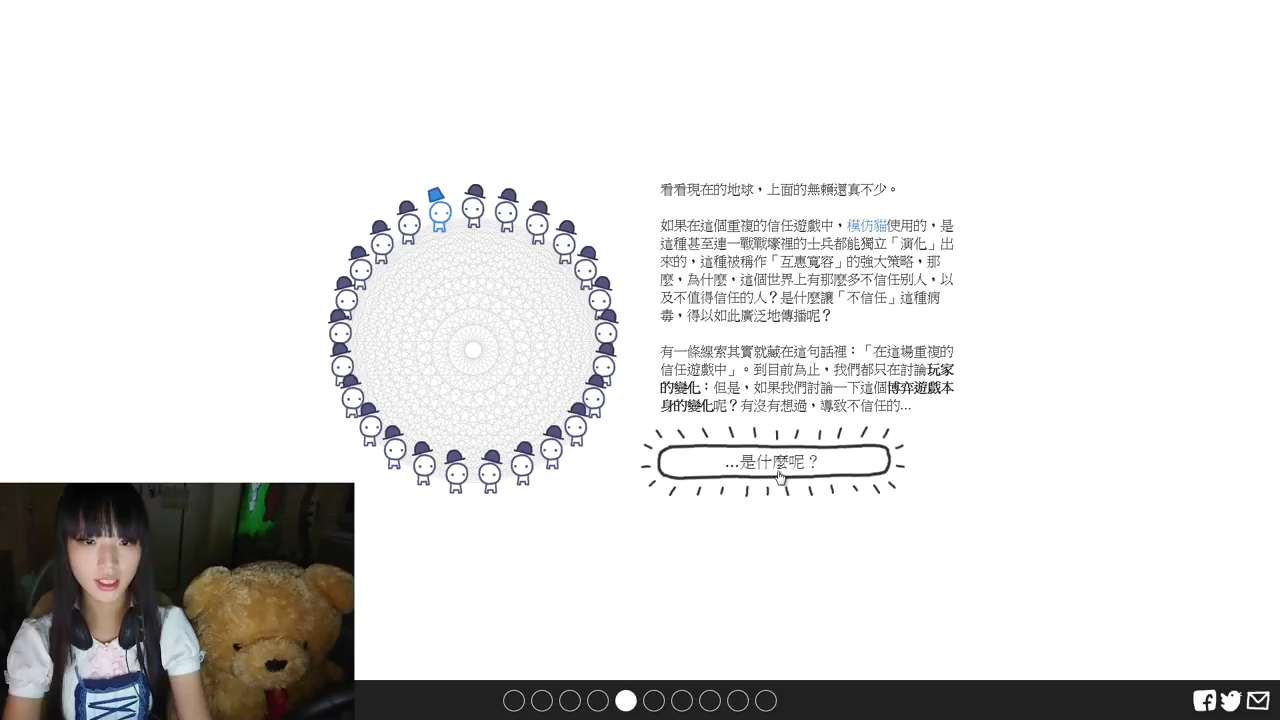 看看現在的地球，上面的無賴還真不少。
如果在這個重複的信任遊戲中，模仿貓使用的，是
這種甚至連一戰戰壕裡的士兵都能獨立「演化」出
來的，這種被稱作「互惠寬容」的強大策略，那
麼，為什麼，這個世界上有那麼多不信任別人，以
及不值得信任的人？是什麼讓「不信任」這種病
毒，得以如此廣泛地傳播呢？
有一條線索其實就藏在這句話裡：「在這場重複的
信任遊戲中」。到目前為止，我們都只在討論玩家
的變化；但是，如果我們討論一下這個博弈遊戲本
身的變化呢？有沒有想過，導致不信任的...
...是什麼呢？